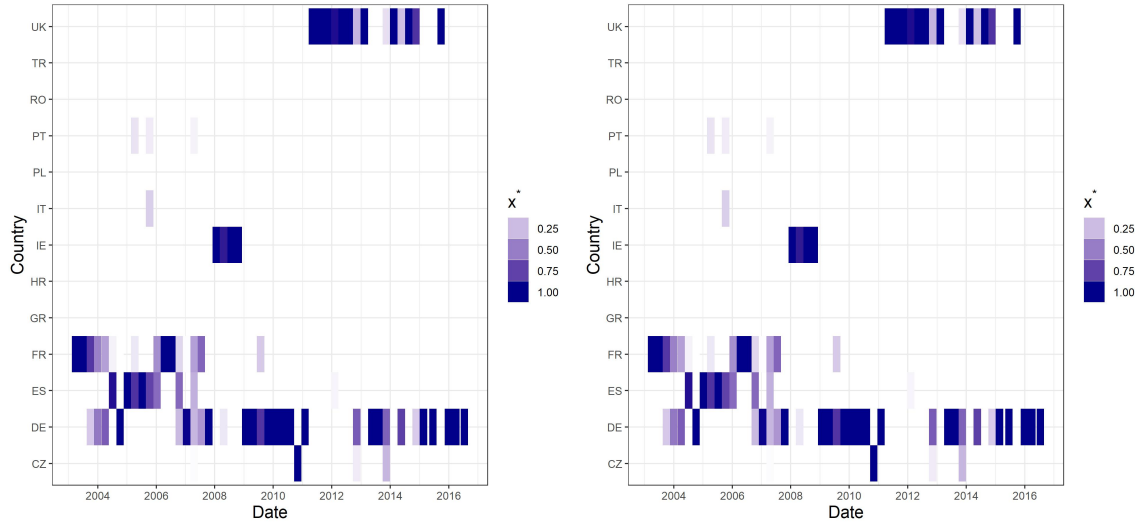 UK
TR
RO
PT
PL
IT
IE
HR
GR
FR
ES
DE
CZ
Country
2004 2006 2008 2010 2012 2014 2016
Date
x*
0.25
0.50
0.75
1.00
UK
TR
RO
PT
PL
IT
IE
HR
GR
FR
ES
DE
CZ
Country
2004 2006 2008 2010 2012 2014 2016
Date
x*
0.25
0.50
0.75
1.00